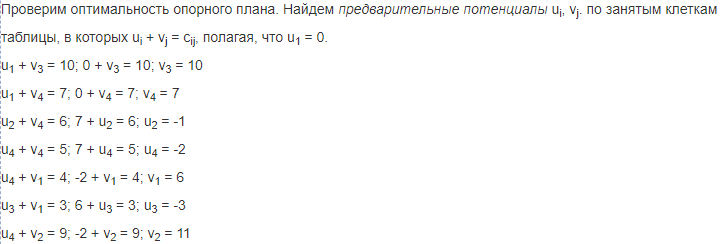 Проверим оптимальность опорного плана. Найдем предварительные потенциалы uᵢ, vⱼ. по занятым клеткам
таблицы, в которых uᵢ + vⱼ = cᵢⱼ, полагая, что u₁ = 0.
u₁ + v₃ = 10; 0 + v₃ = 10; v₃ = 10
u₁ + v₄ = 7; 0 + v₄ = 7; v₄ = 7
u₂ + v₄ = 6; 7 + u₂ = 6; u₂ = -1
u₄ + v₄ = 5; 7 + u₄ = 5; u₄ = -2
u₄ + v₁ = 4; -2 + v₁ = 4; v₁ = 6
u₃ + v₁ = 3; 6 + u₃ = 3; u₃ = -3
u₄ + v₂ = 9; -2 + v₂ = 9; v₂ = 11